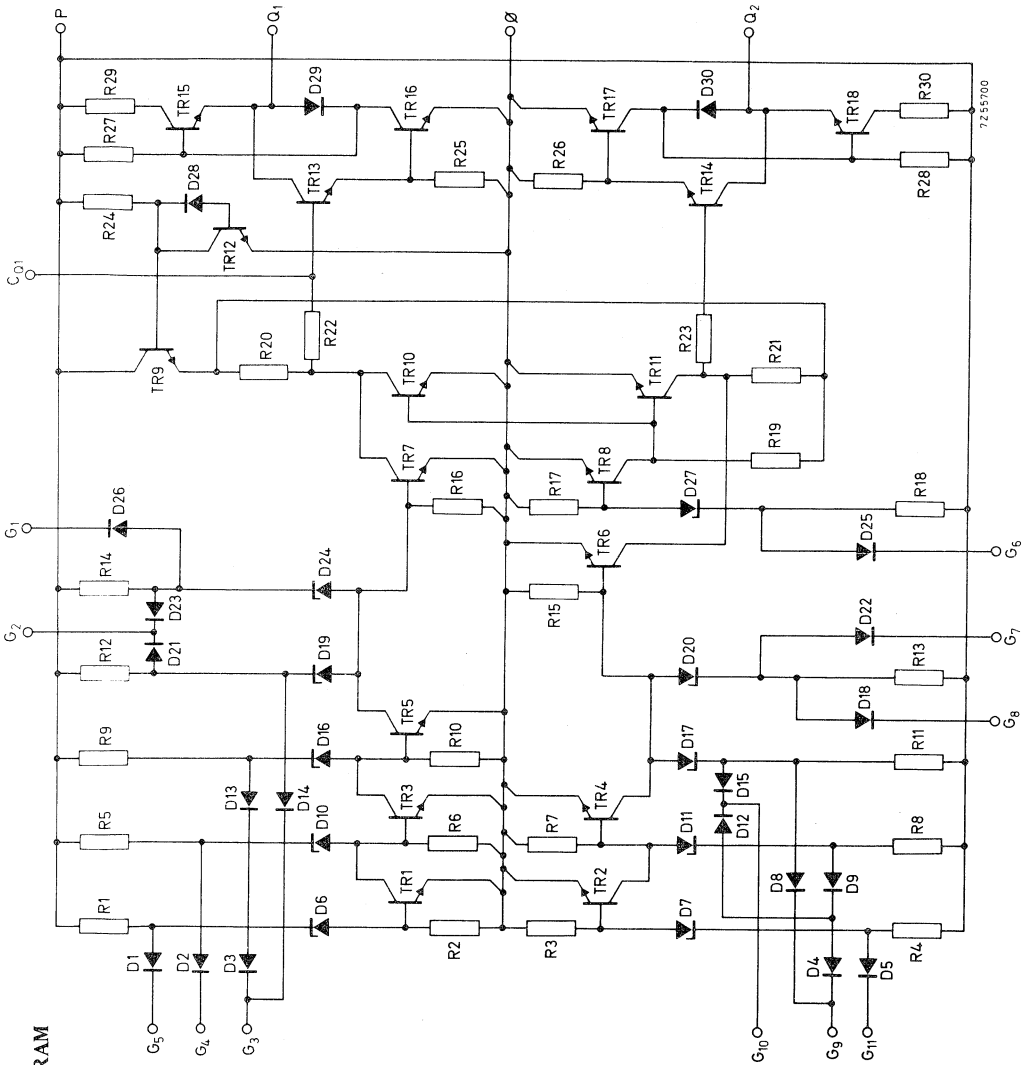 RAM
P
Q1
Ø
Q2
CQ1
G1
G2
G5
G4
G3
G10
G9
G11
G8
G7
G6
R29
TR15
D29
TR16
TR17
D30
TR18
R30
7Z55700
R27
TR13
R25
R26
TR14
R28
R24
D28
TR12
TR9
R20
R22
TR10
TR11
R23
R21
R19
TR7
R16
R17
TR8
D27
R18
D26
D25
R14
D23
D24
TR6
R15
D22
R12
D21
D19
D20
D18
R13
R9
D13
D14
D16
TR5
R10
D17
D15
D12
R11
R5
D10
TR3
R6
R7
TR4
D11
D8
D9
R8
R1
D1
D2
D3
D6
TR1
R2
R3
TR2
D7
D4
D5
R4